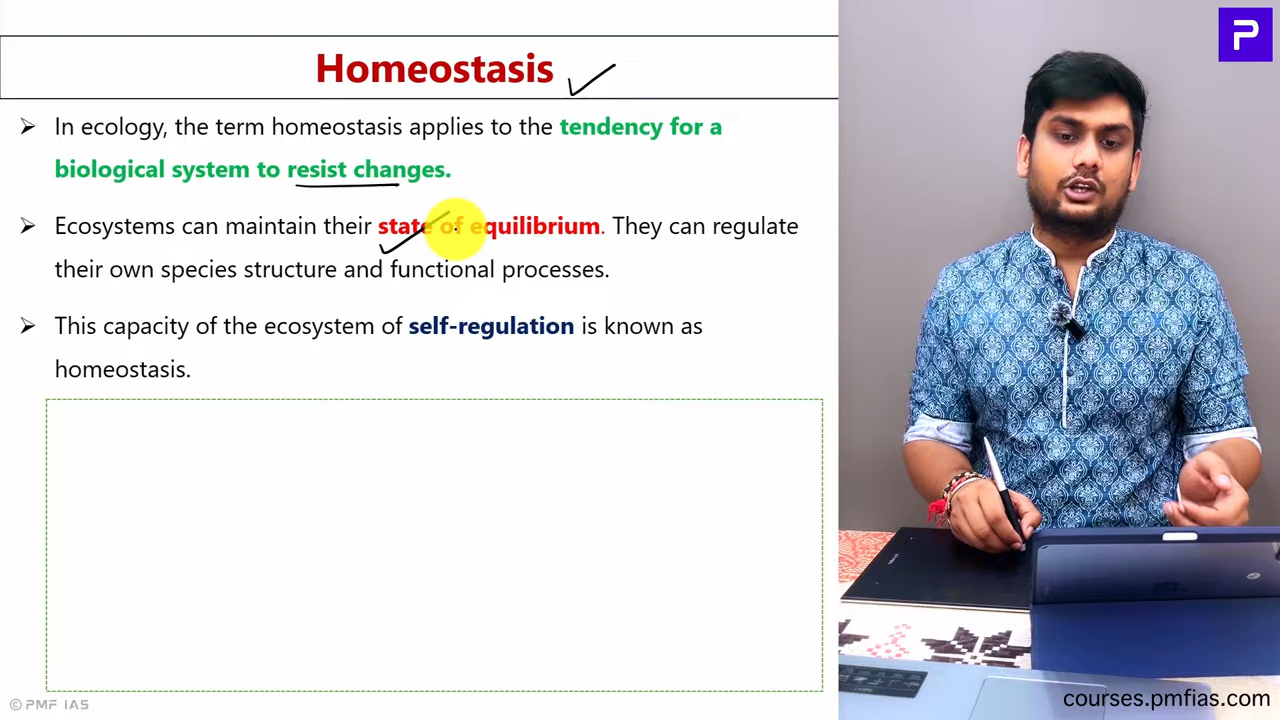 Homeostasis
➢ In ecology, the term homeostasis applies to the tendency for a
biological system to resist changes.
➢ Ecosystems can maintain their state of equilibrium. They can regulate
their own species structure and functional processes.
➢ This capacity of the ecosystem of self-regulation is known as
homeostasis.
© PMF IAS
P
courses.pmfias.com